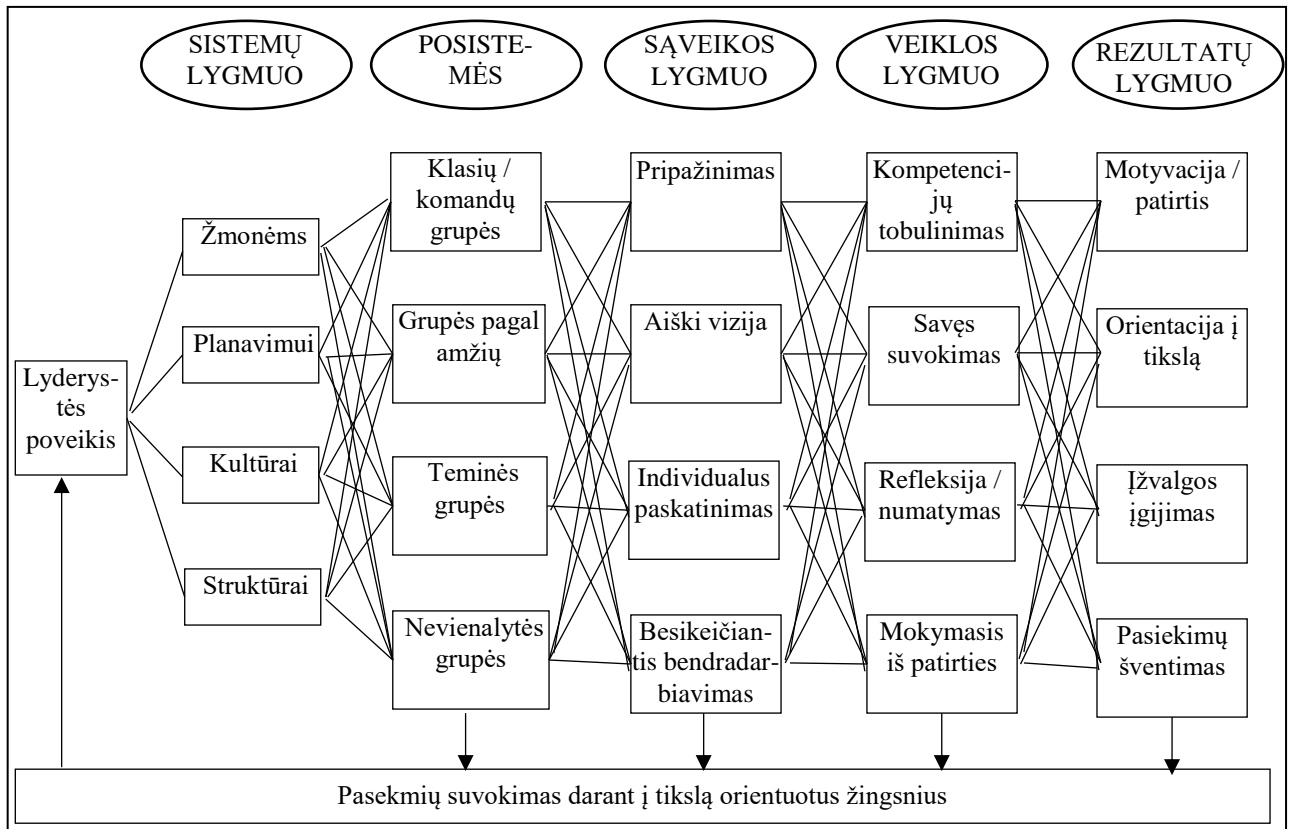 SISTEMŲ
LYGMUO
POSISTE-
MĖS
SĄVEIKOS
LYGMUO
VEIKLOS
LYGMUO
REZULTATŲ
LYGMUO
Lyderys-
tės
poveikis
Žmonėms
Planavimui
Kultūrai
Struktūrai
Klasių /
komandų
grupės
Grupės pagal
amžių
Teminės
grupės
Nevienalytės
grupės
Pripažinimas
Aiški vizija
Individualus
paskatinimas
Besikeičian-
tis bendradar-
biavimas
Kompetenci-
jų
tobulinimas
Savęs
suvokimas
Refleksija /
numatymas
Mokymasis
iš patirties
Motyvacija /
patirtis
Orientacija į
tikslą
Įžvalgos
įgijimas
Pasiekimų
šventimas
Pasekmių suvokimas darant į tikslą orientuotus žingsnius